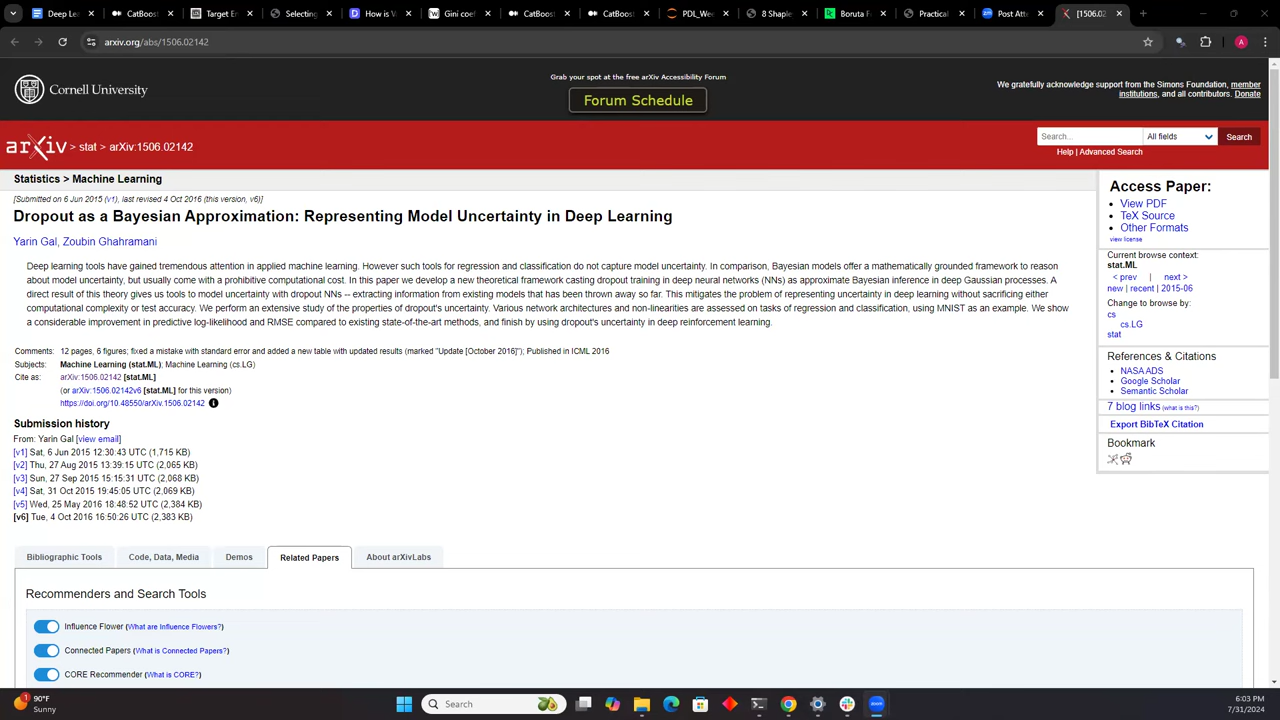 Deep Lea
CatBoost
Target En
Selecting
How is V
Gini coef
CatBoost
CatBoost
PDL_Wee
8 Shaple
Boruta F
Practical
Post Atte
[1506.02
arxiv.org/abs/1506.02142
A
Cornell University
Grab your spot at the free arXiv Accessibility Forum
Forum Schedule
We gratefully acknowledge support from the Simons Foundation, member
institutions, and all contributors. Donate
arXiv > stat > arXiv:1506.02142
Search...
All fields
Search
Help | Advanced Search
Statistics > Machine Learning
[Submitted on 6 Jun 2015 (v1), last revised 4 Oct 2016 (this version, v6)]
Dropout as a Bayesian Approximation: Representing Model Uncertainty in Deep Learning
Yarin Gal, Zoubin Ghahramani
Deep learning tools have gained tremendous attention in applied machine learning. However such tools for regression and classification do not capture model uncertainty. In comparison, Bayesian models offer a mathematically grounded framework to reason
about model uncertainty, but usually come with a prohibitive computational cost. In this paper we develop a new theoretical framework casting dropout training in deep neural networks (NNs) as approximate Bayesian inference in deep Gaussian processes. A
direct result of this theory gives us tools to model uncertainty with dropout NNs -- extracting information from existing models that has been thrown away so far. This mitigates the problem of representing uncertainty in deep learning without sacrificing either
computational complexity or test accuracy. We perform an extensive study of the properties of dropout's uncertainty. Various network architectures and non-linearities are assessed on tasks of regression and classification, using MNIST as an example. We show
a considerable improvement in predictive log-likelihood and RMSE compared to existing state-of-the-art methods, and finish by using dropout's uncertainty in deep reinforcement learning.
Comments: 12 pages, 6 figures; fixed a mistake with standard error and added a new table with updated results (marked "Update [October 2016]"); Published in ICML 2016
Subjects: Machine Learning (stat.ML); Machine Learning (cs.LG)
Cite as: arXiv:1506.02142 [stat.ML]
(or arXiv:1506.02142v6 [stat.ML] for this version)
https://doi.org/10.48550/arXiv.1506.02142
Submission history
From: Yarin Gal [view email]
[v1] Sat, 6 Jun 2015 12:30:43 UTC (1,715 KB)
[v2] Thu, 27 Aug 2015 13:39:15 UTC (2,065 KB)
[v3] Sun, 27 Sep 2015 15:15:31 UTC (2,068 KB)
[v4] Sat, 31 Oct 2015 19:45:05 UTC (2,069 KB)
[v5] Wed, 25 May 2016 18:48:52 UTC (2,384 KB)
[v6] Tue, 4 Oct 2016 16:50:26 UTC (2,383 KB)
Access Paper:
View PDF
TeX Source
Other Formats
view license
Current browse context:
stat.ML
< prev | next >
new | recent | 2015-06
Change to browse by:
cs
cs.LG
stat
References & Citations
NASA ADS
Google Scholar
Semantic Scholar
7 blog links (what is this?)
Export BibTeX Citation
Bookmark
Bibliographic Tools
Code, Data, Media
Demos
Related Papers
About arXivLabs
Recommenders and Search Tools
Influence Flower (What are Influence Flowers?)
Connected Papers (What is Connected Papers?)
CORE Recommender (What is CORE?)
1
90°F
Sunny
Search
6:03 PM
7/31/2024